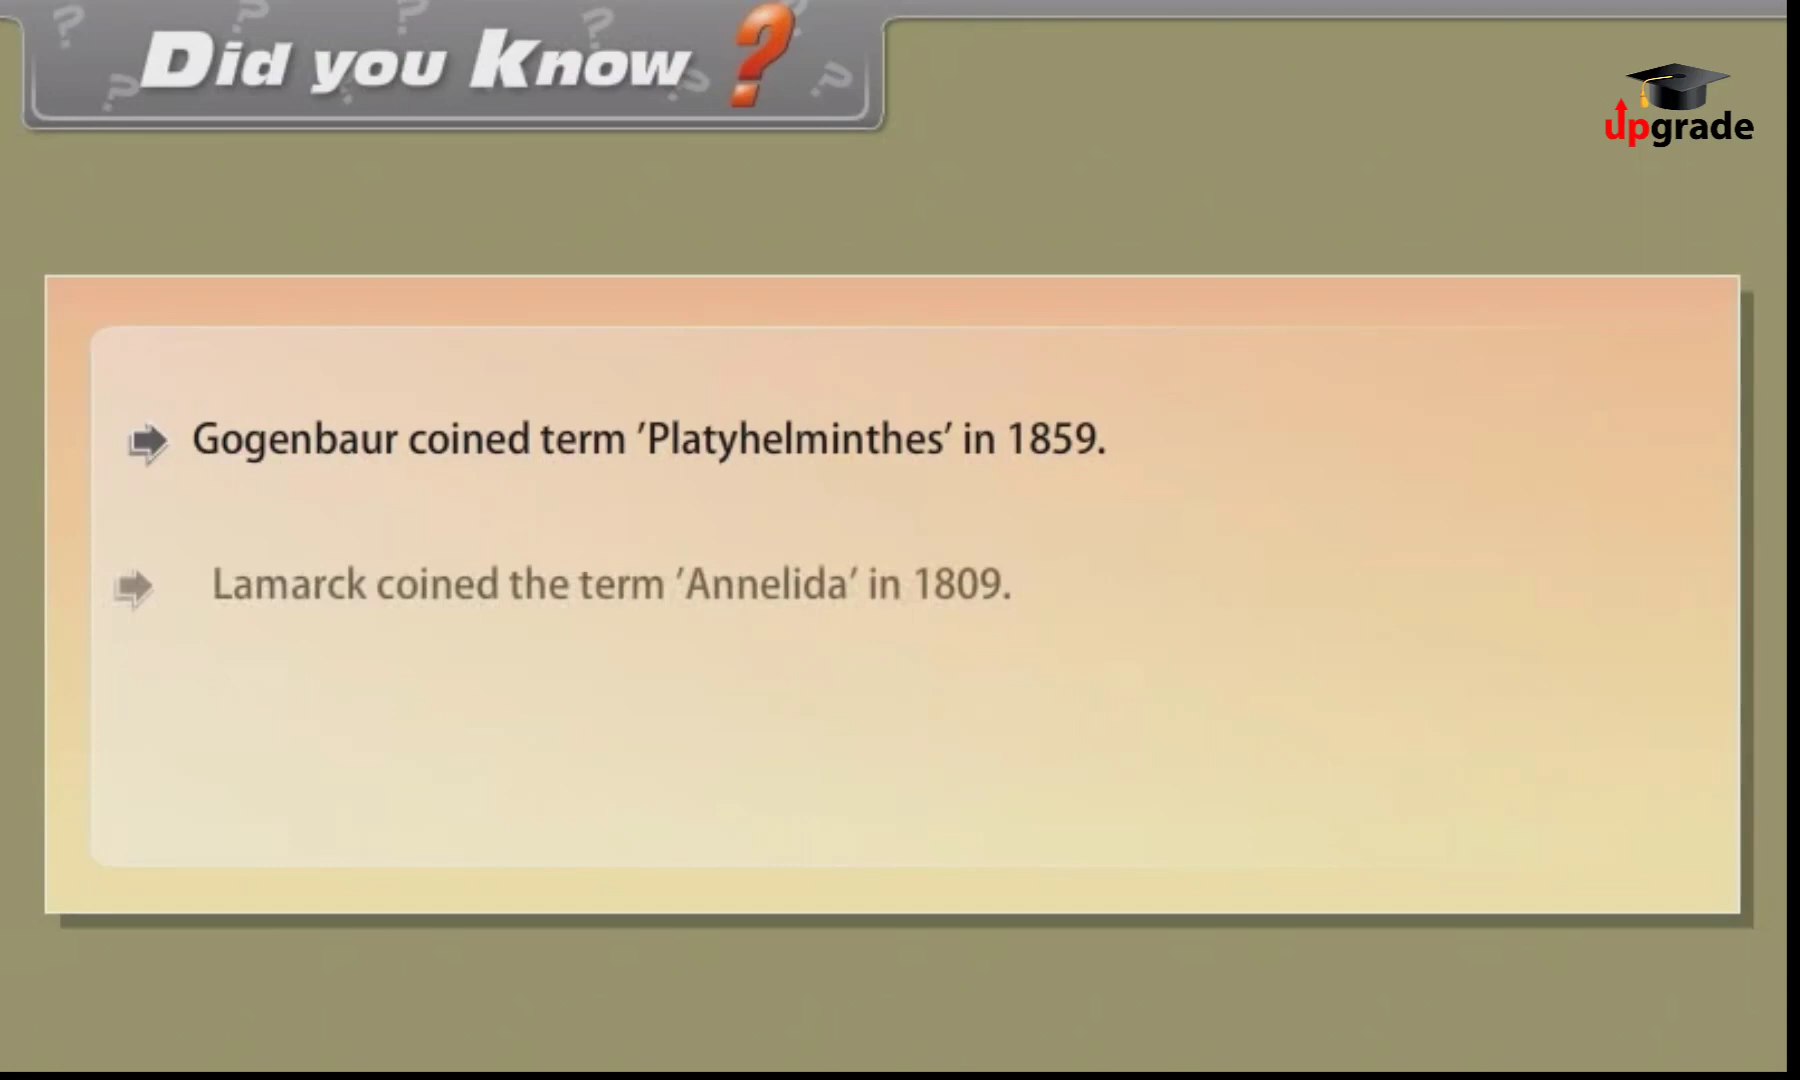 Did you Know ?
upgrade
Gogenbaur coined term 'Platyhelminthes' in 1859.
Lamarck coined the term 'Annelida' in 1809.